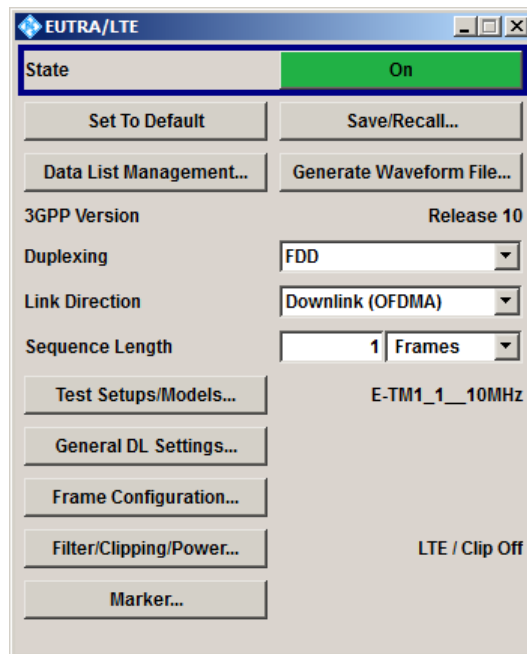 EUTRA/LTE
State On
Set To Default Save/Recall...
Data List Management... Generate Waveform File...
3GPP Version Release 10
Duplexing FDD
Link Direction Downlink (OFDMA)
Sequence Length 1 Frames
Test Setups/Models... E-TM1_1__10MHz
General DL Settings...
Frame Configuration...
Filter/Clipping/Power... LTE / Clip Off
Marker...